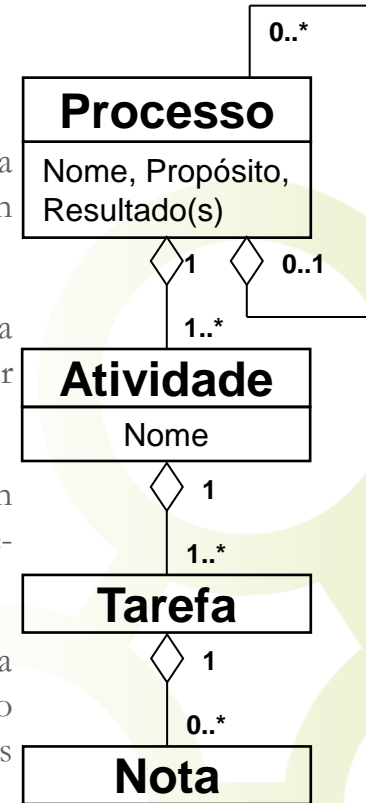 0..*
Processo
a
Nome, Propósito,
n
Resultado(s)
1
0..1
a
1..*
r
Atividade
Nome
n
1
e-
1..*
Tarefa
a
1
o
0..*
s
Nota